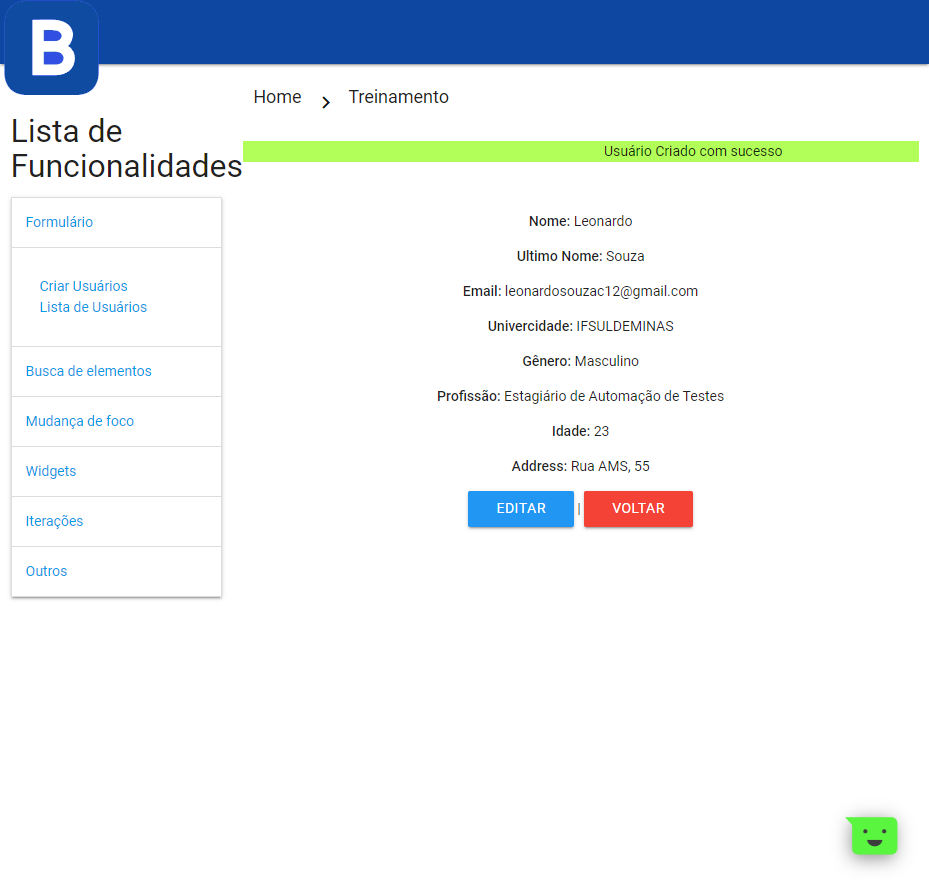 B
Home
Treinamento
Lista de
Funcionalidades
Usuário Criado com sucesso
Formulário
Criar Usuários
Lista de Usuários
Busca de elementos
Mudança de foco
Widgets
Iterações
Outros
Nome: Leonardo
Ultimo Nome: Souza
Email: leonardosouzac12@gmail.com
Univercidade: IFSULDEMINAS
Gênero: Masculino
Profissão: Estagiário de Automação de Testes
Idade: 23
Address: Rua AMS, 55
EDITAR | VOLTAR